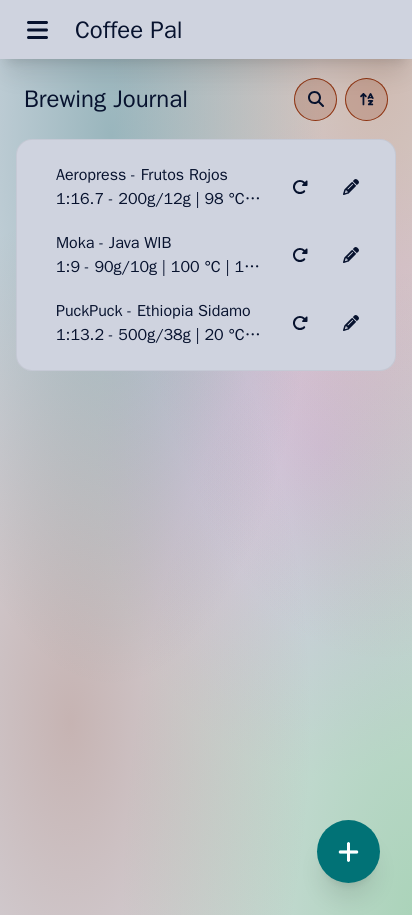 Coffee Pal
Brewing Journal
Aeropress - Frutos Rojos
1:16.7 - 200g/12g | 98 °C···
Moka - Java WIB
1:9 - 90g/10g | 100 °C | 1···
PuckPuck - Ethiopia Sidamo
1:13.2 - 500g/38g | 20 °C···